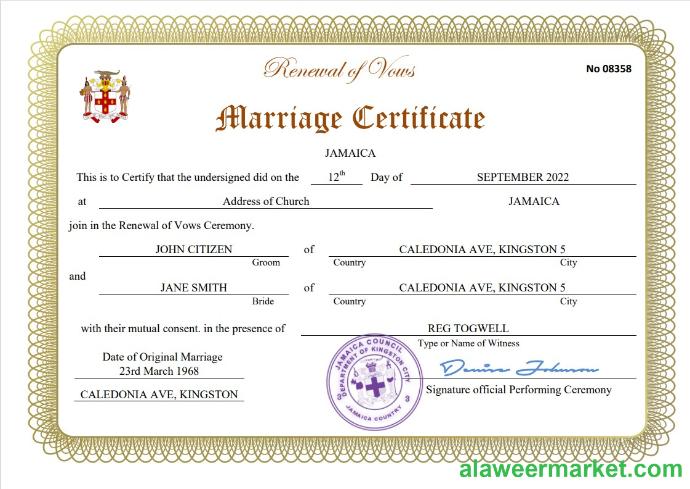 Renewal of Vows
No 08358
Marriage Certificate
JAMAICA
This is to Certify that the undersigned did on the 12th Day of SEPTEMBER 2022
at Address of Church JAMAICA
join in the Renewal of Vows Ceremony.
JOHN CITIZEN of CALEDONIA AVE, KINGSTON 5
Groom Country City
and
JANE SMITH of CALEDONIA AVE, KINGSTON 5
Bride Country City
with their mutual consent. in the presence of REG TOGWELL
Type or Name of Witness
Date of Original Marriage
23rd March 1968
CALEDONIA AVE, KINGSTON
JAMAICA COUNCIL
DEPARTMENT OF KINGSTON CITY
JAMAICA COUNTRY
3 3
Denise Johnson
Signature official Performing Ceremony
alaweermarket.com